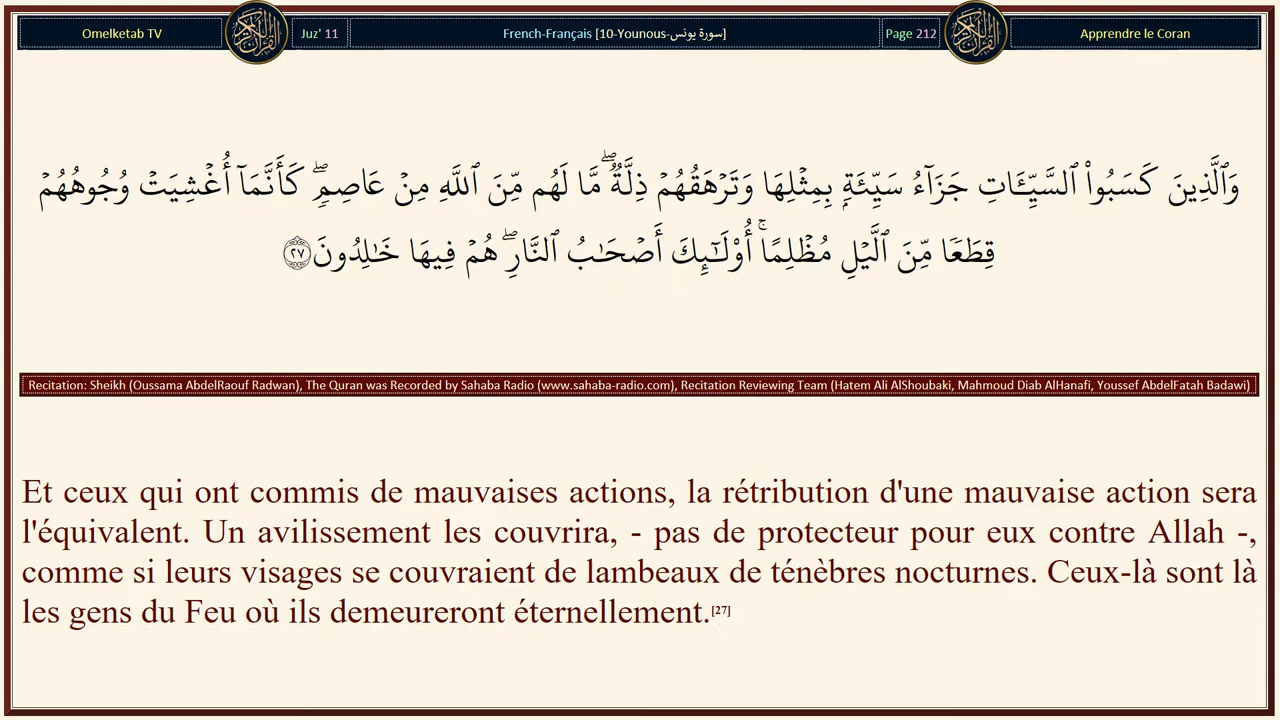 Omelketab TV
Juz' 11
French-Français [10-Younous-سورة يونس]
Page 212
Apprendre le Coran
وَٱلَّذِينَ كَسَبُوا۟ ٱلسَّيِّـَٔاتِ جَزَآءُ سَيِّئَةٍۭ بِمِثْلِهَا وَتَرْهَقُهُمْ ذِلَّةٌ ۖ مَّا لَهُم مِّنَ ٱللَّهِ مِنْ عَاصِمٍ ۖ كَأَنَّمَآ أُغْشِيَتْ وُجُوهُهُمْ
قِطَعًا مِّنَ ٱلَّيْلِ مُظْلِمًا ۚ أُو۟لَـٰٓئِكَ أَصْحَـٰبُ ٱلنَّارِ ۖ هُمْ فِيهَا خَـٰلِدُونَ ٢٧
Recitation: Sheikh (Oussama AbdelRaouf Radwan), The Quran was Recorded by Sahaba Radio (www.sahaba-radio.com), Recitation Reviewing Team (Hatem Ali AlShoubaki, Mahmoud Diab AlHanafi, Youssef AbdelFatah Badawi)
Et ceux qui ont commis de mauvaises actions, la rétribution d'une mauvaise action sera
l'équivalent. Un avilissement les couvrira, - pas de protecteur pour eux contre Allah -,
comme si leurs visages se couvraient de lambeaux de ténèbres nocturnes. Ceux-là sont là
les gens du Feu où ils demeureront éternellement.[27]